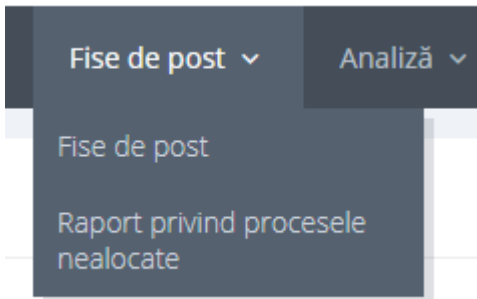 Fise de post Analiză
Fise de post
Raport privind procesele
nealocate